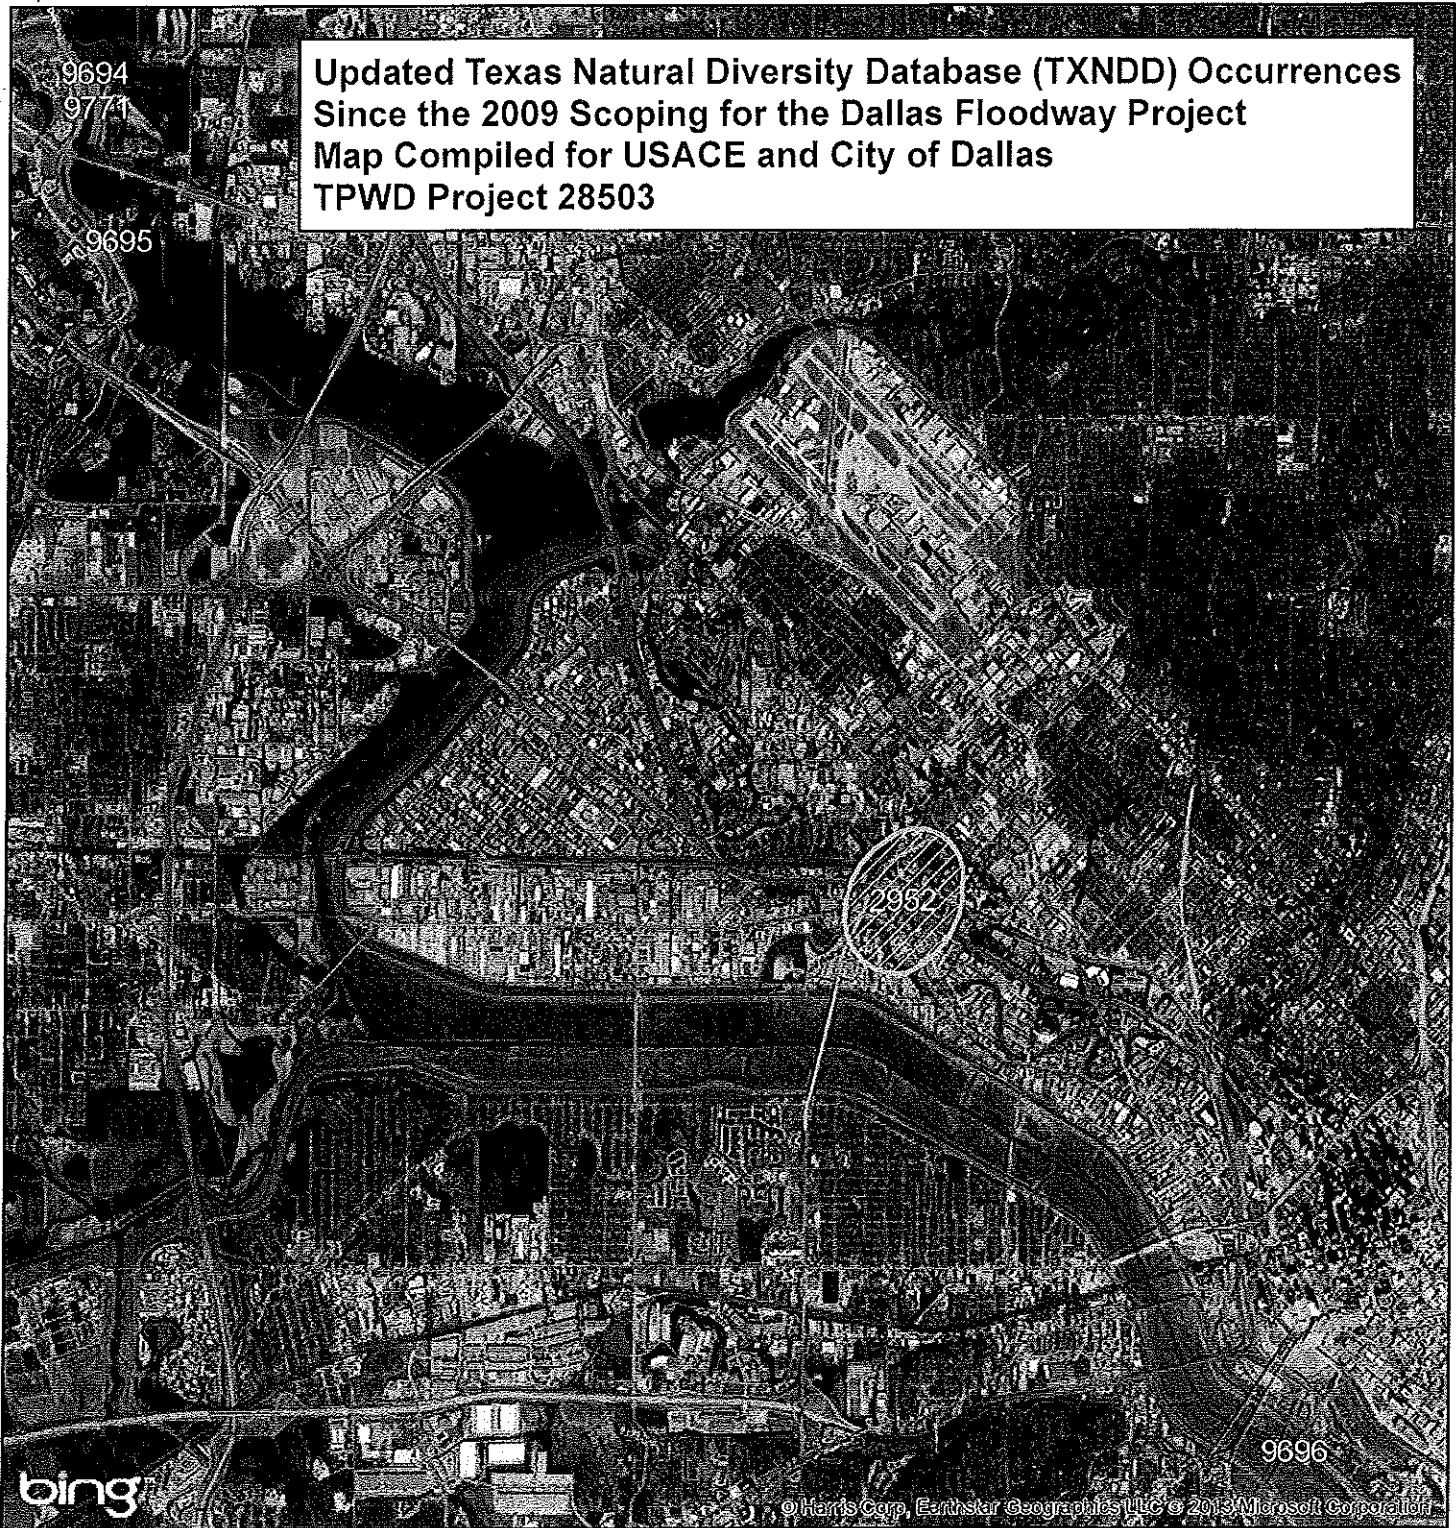 Updated Texas Natural Diversity Database (TXNDD) Occurrences
Since the 2009 Scoping for the Dallas Floodway Project
Map Compiled for USACE and City of Dallas
TPWD Project 28503
9694
9771
9695
2952
9696
bing
© Harris Corp, Earthstar Geographics LLC © 2013 Microsoft Corporation